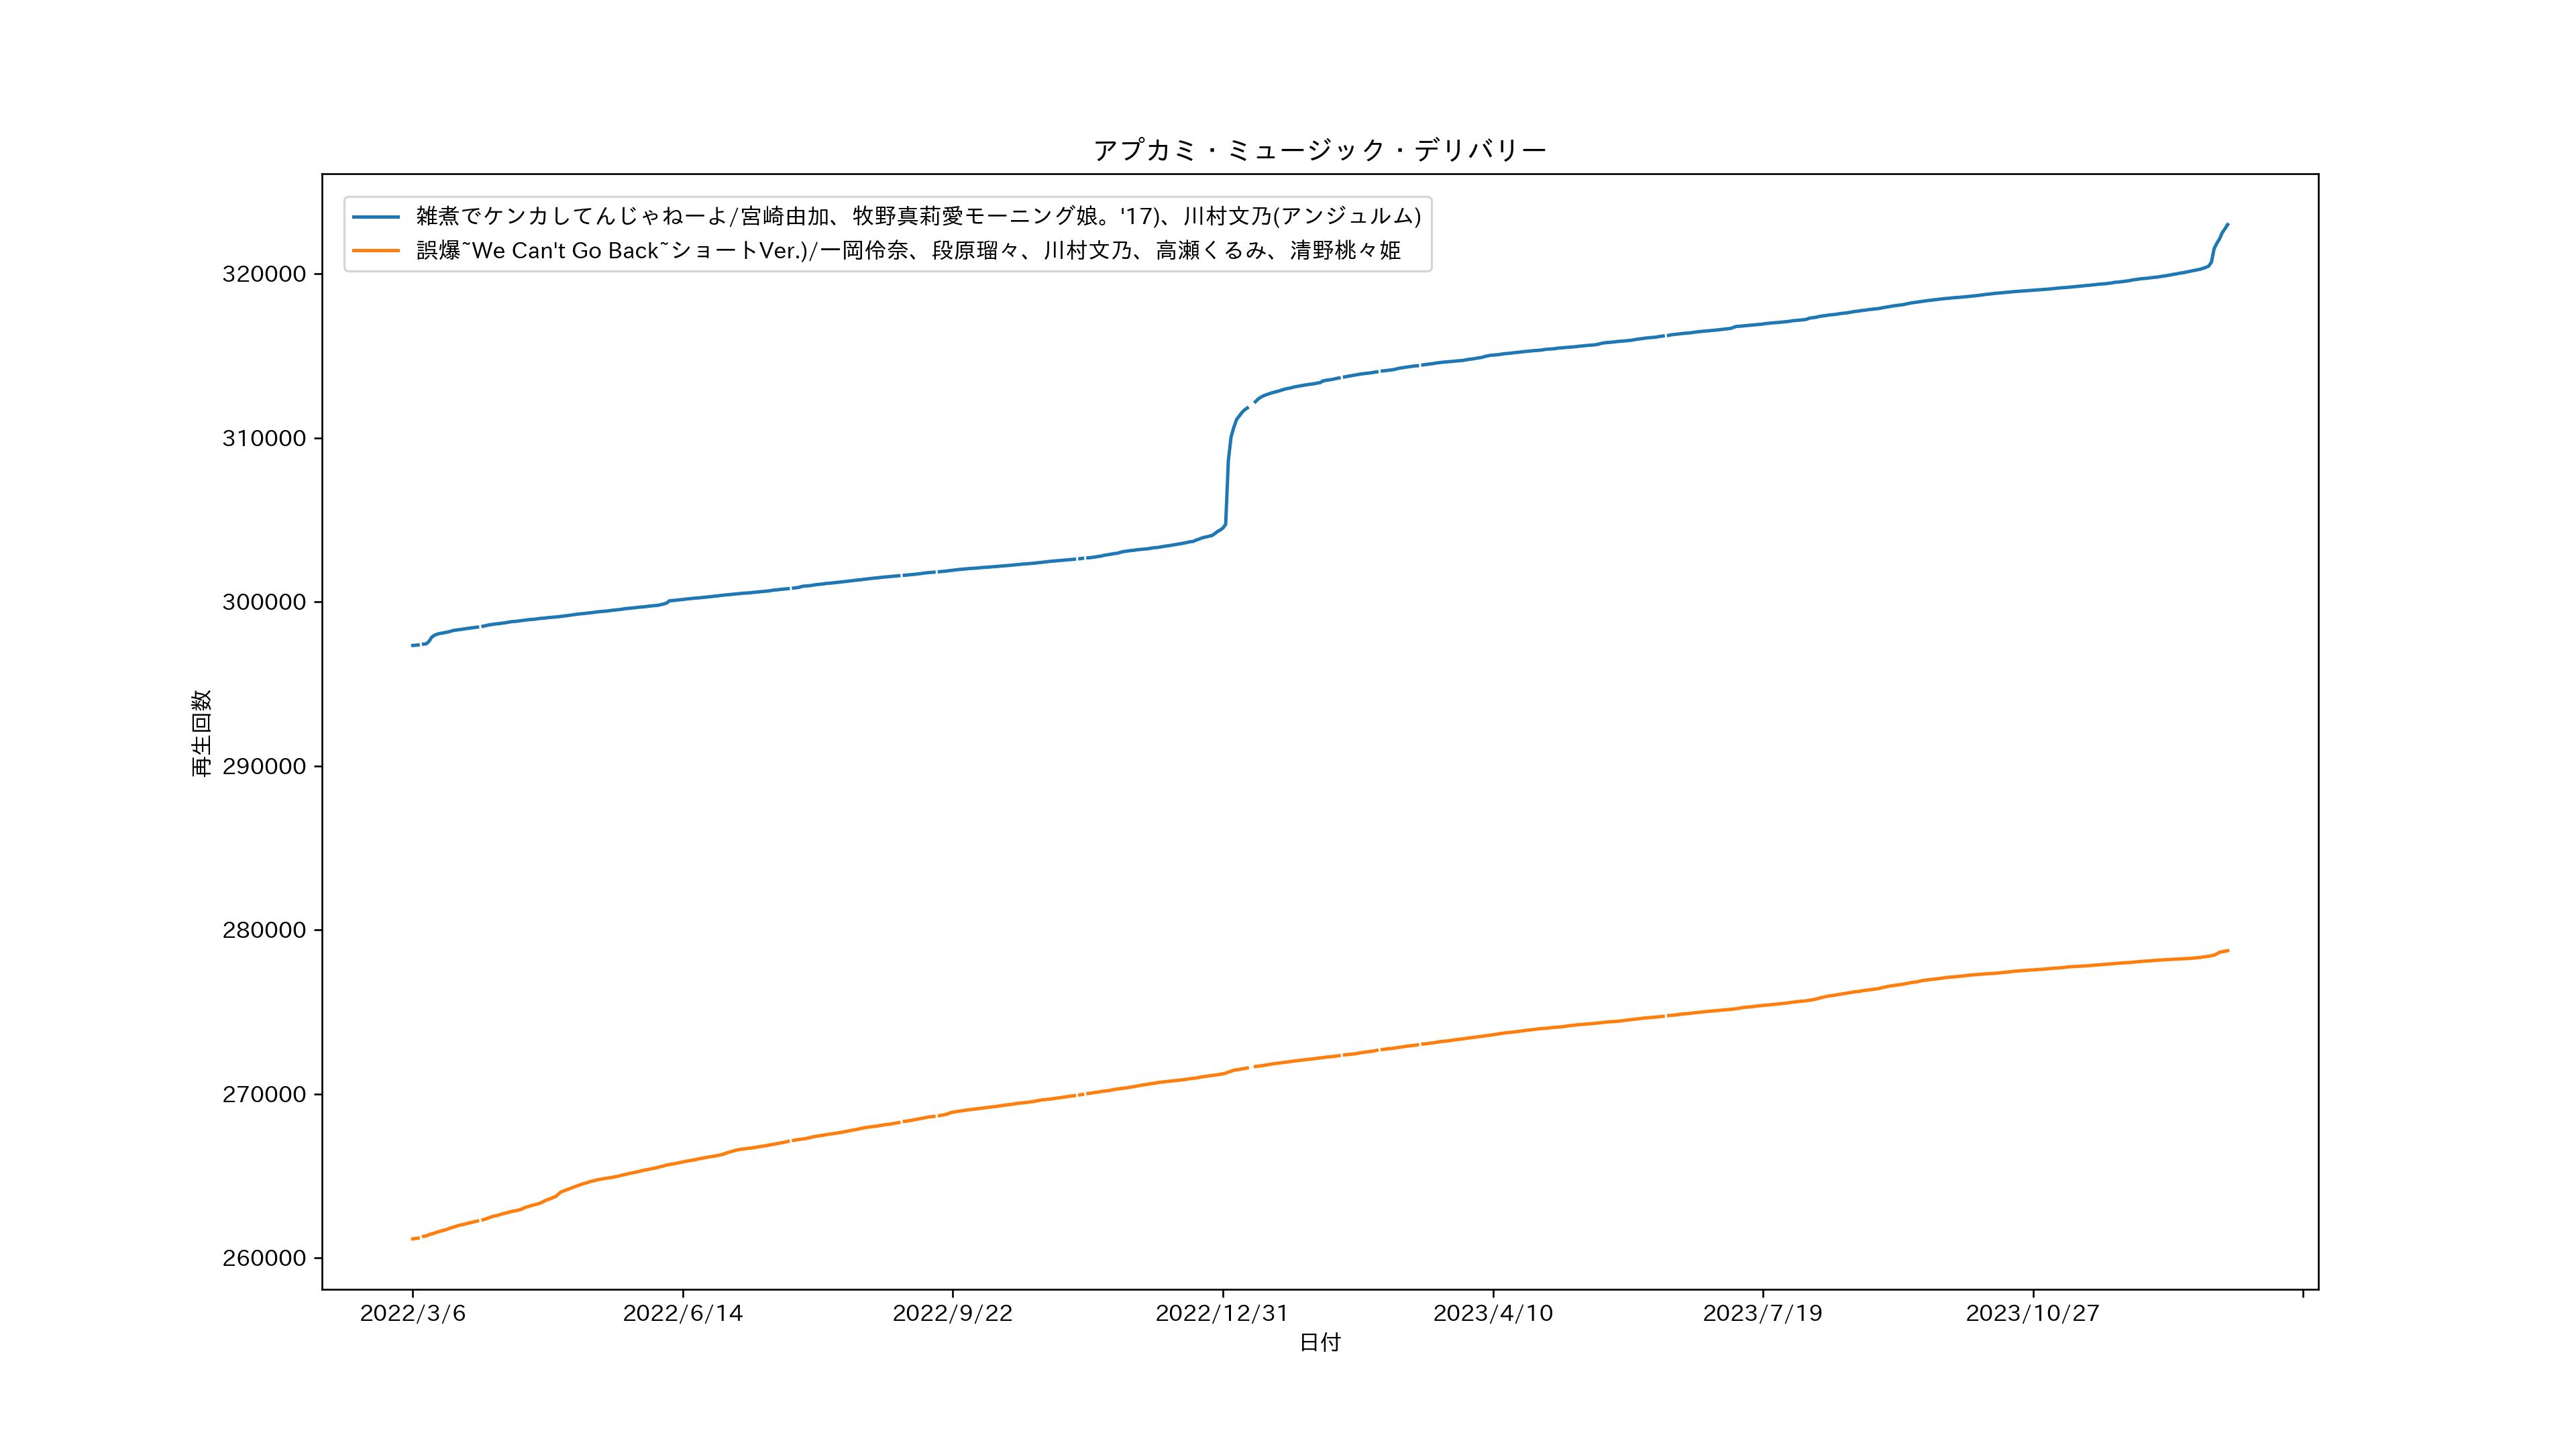 アプカミ・ミュージック・デリバリー
雑煮でケンカしてんじゃねーよ/宮崎由加、牧野真莉愛モーニング娘。'17)、川村文乃(アンジュルム)
誤爆~We Can't Go Back~ショートVer.)/一岡伶奈、段原瑠々、川村文乃、高瀬くるみ、清野桃々姫
320000
310000
300000
290000
280000
270000
260000
再生回数
2022/3/6 2022/6/14 2022/9/22 2022/12/31 2023/4/10 2023/7/19 2023/10/27
日付